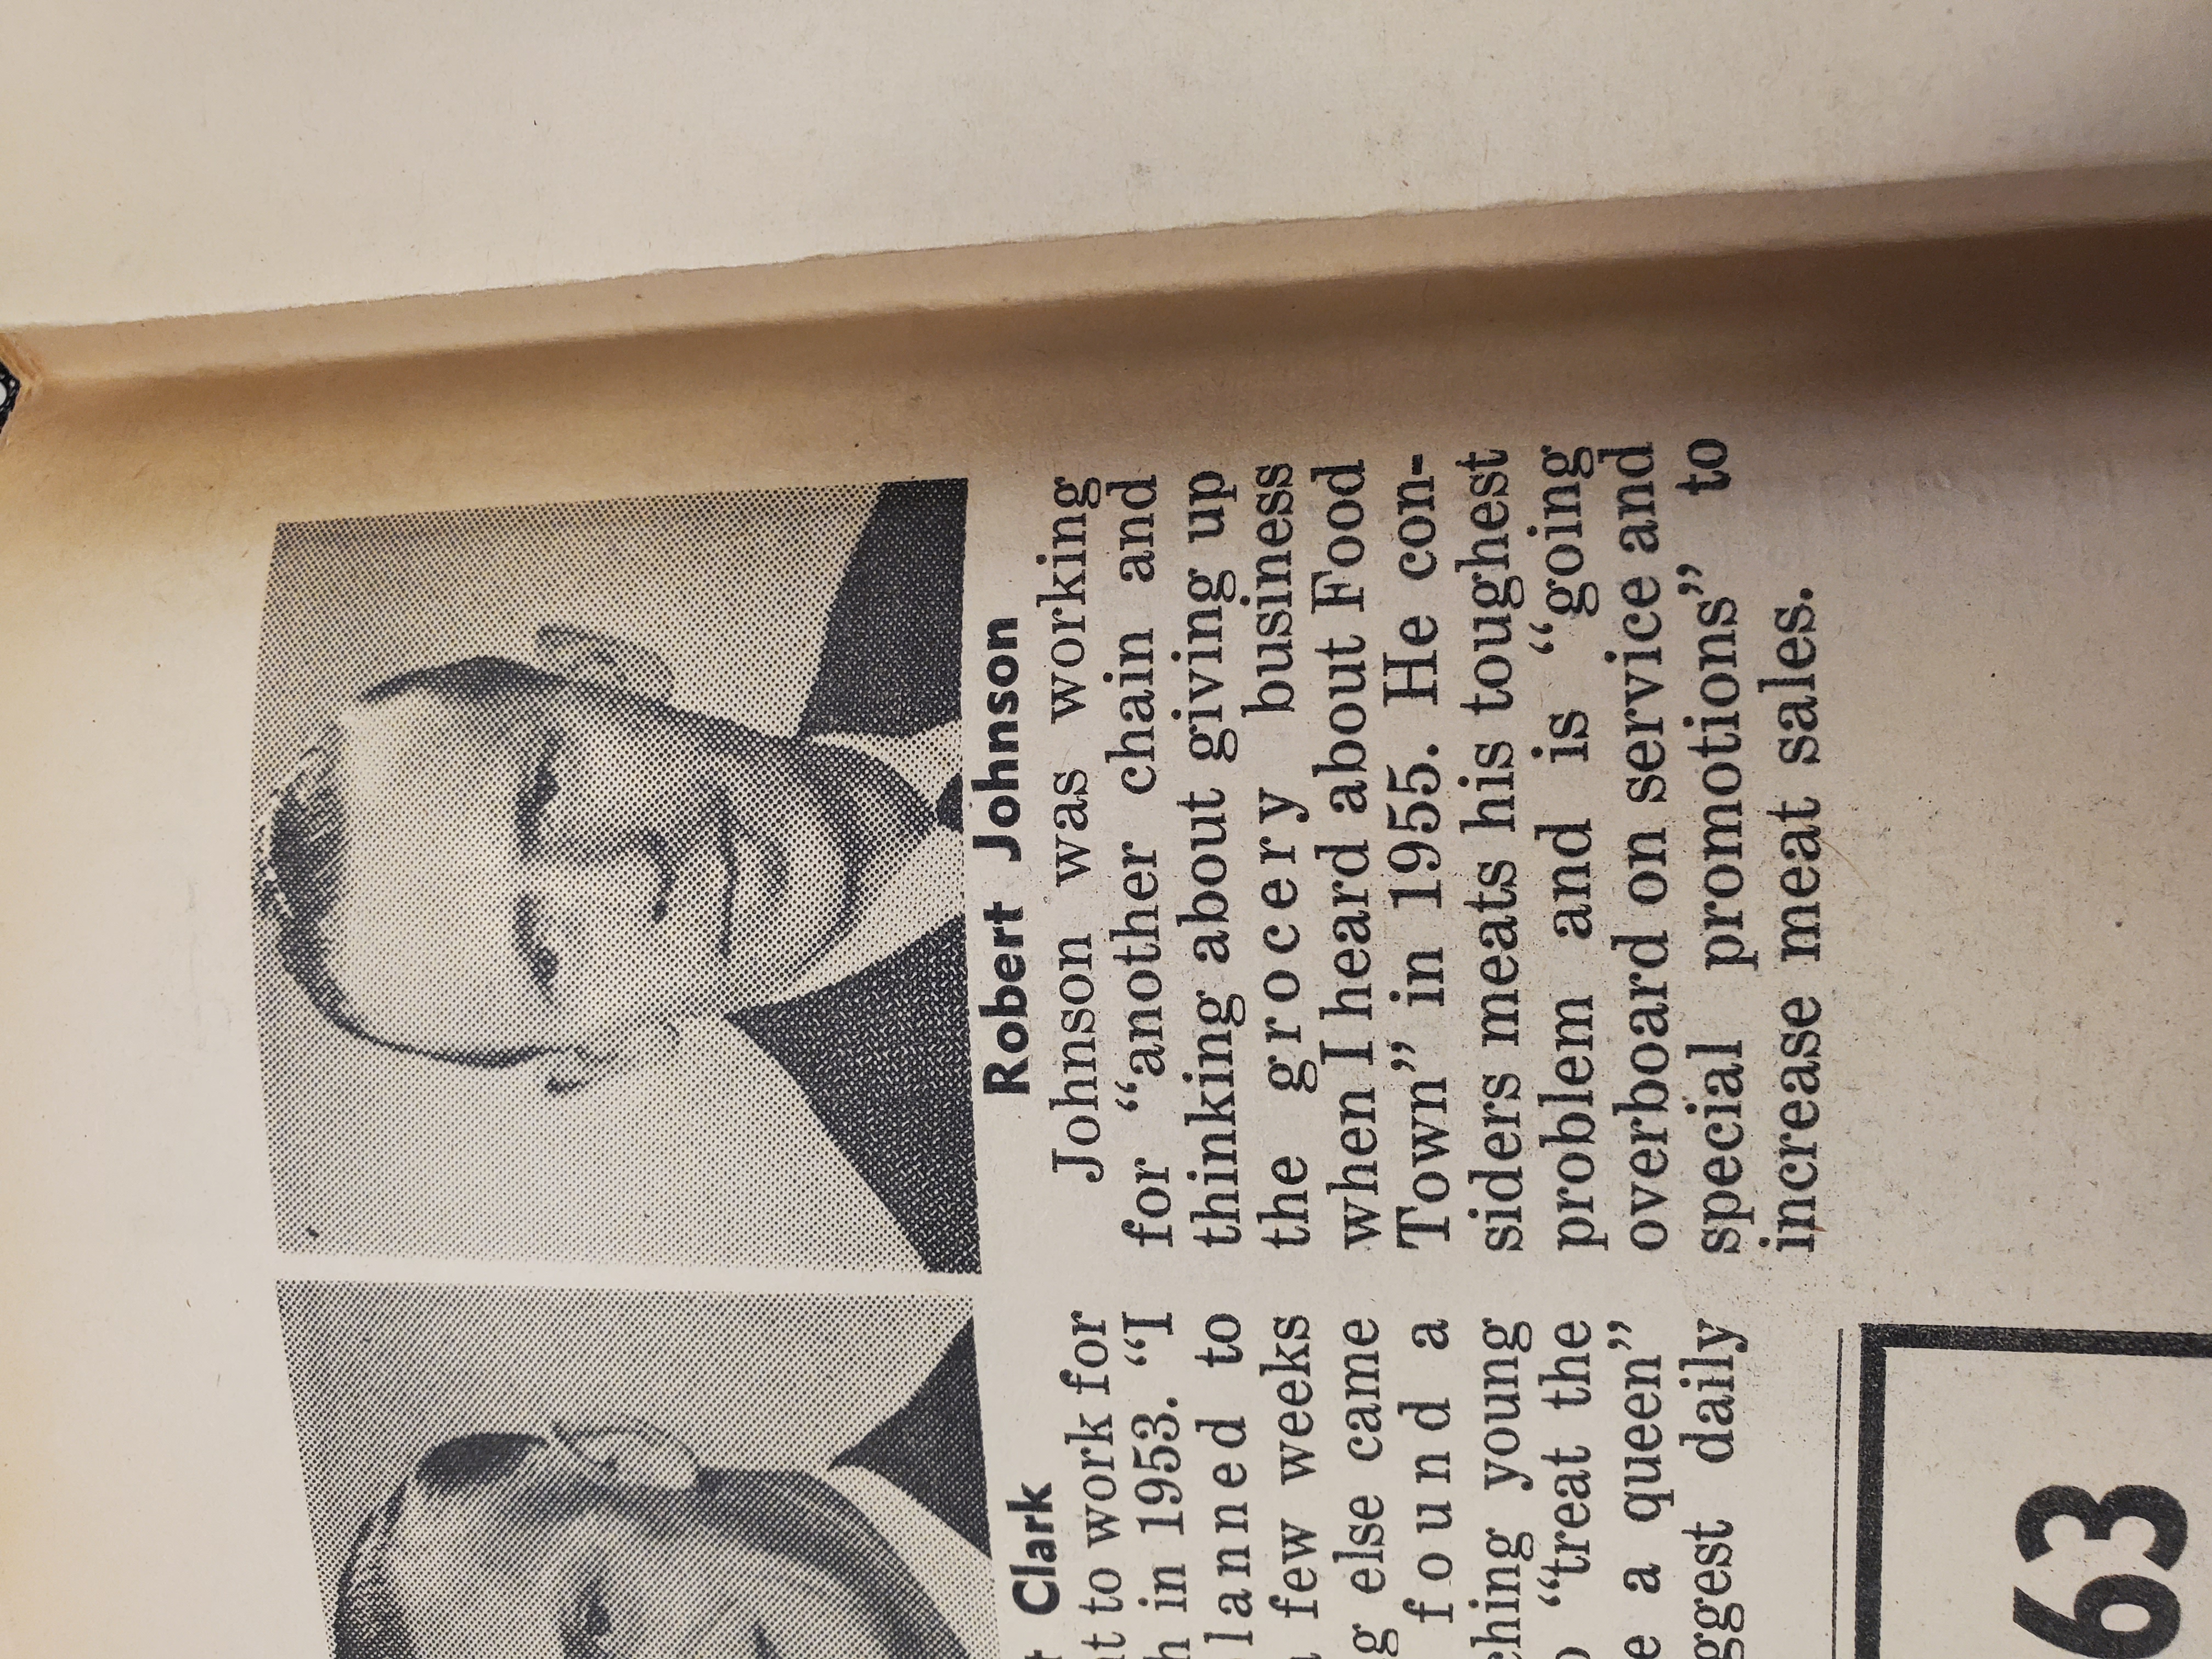 Clark
to work for
in 1953. “I
to
few weeks
else came
found a
young
“treat the
a queen”
daily
Robert Johnson
Johnson was working
for “another chain and
thinking about giving up
the grocery business
when I heard about Food
Town” in 1955. He con-
siders meats his toughest
problem and is “going
overboard on service and
special promotions” to
increase meat sales.
63